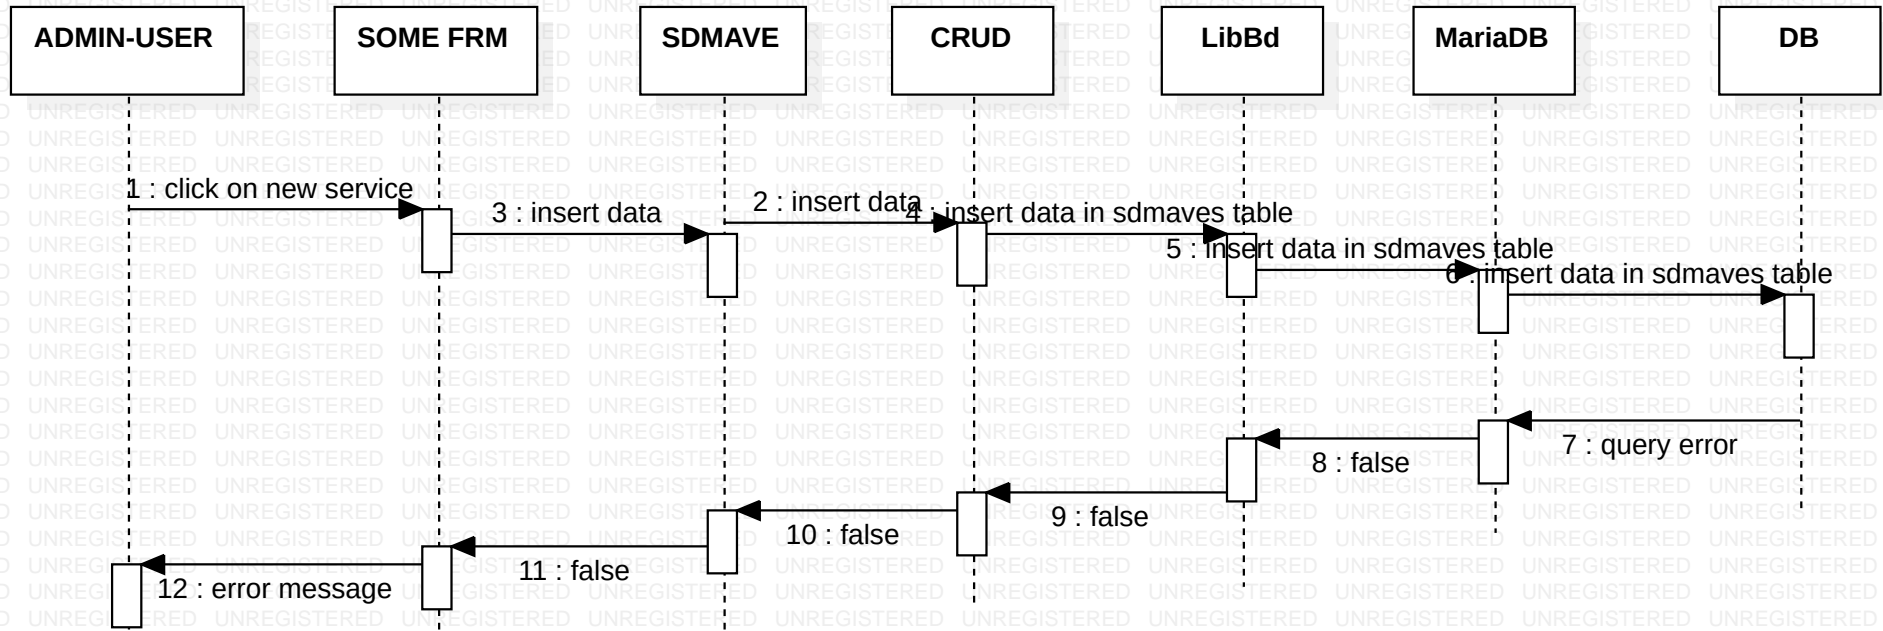 ADMIN-USER
SOME FRM
SDMAVE
CRUD
LibBd
MariaDB
DB
1 : click on new service
3 : insert data
2 : insert data
4 : insert data in sdmaves table
5 : insert data in sdmaves table
6 : insert data in sdmaves table
7 : query error
8 : false
9 : false
10 : false
11 : false
12 : error message
UNREGISTERED